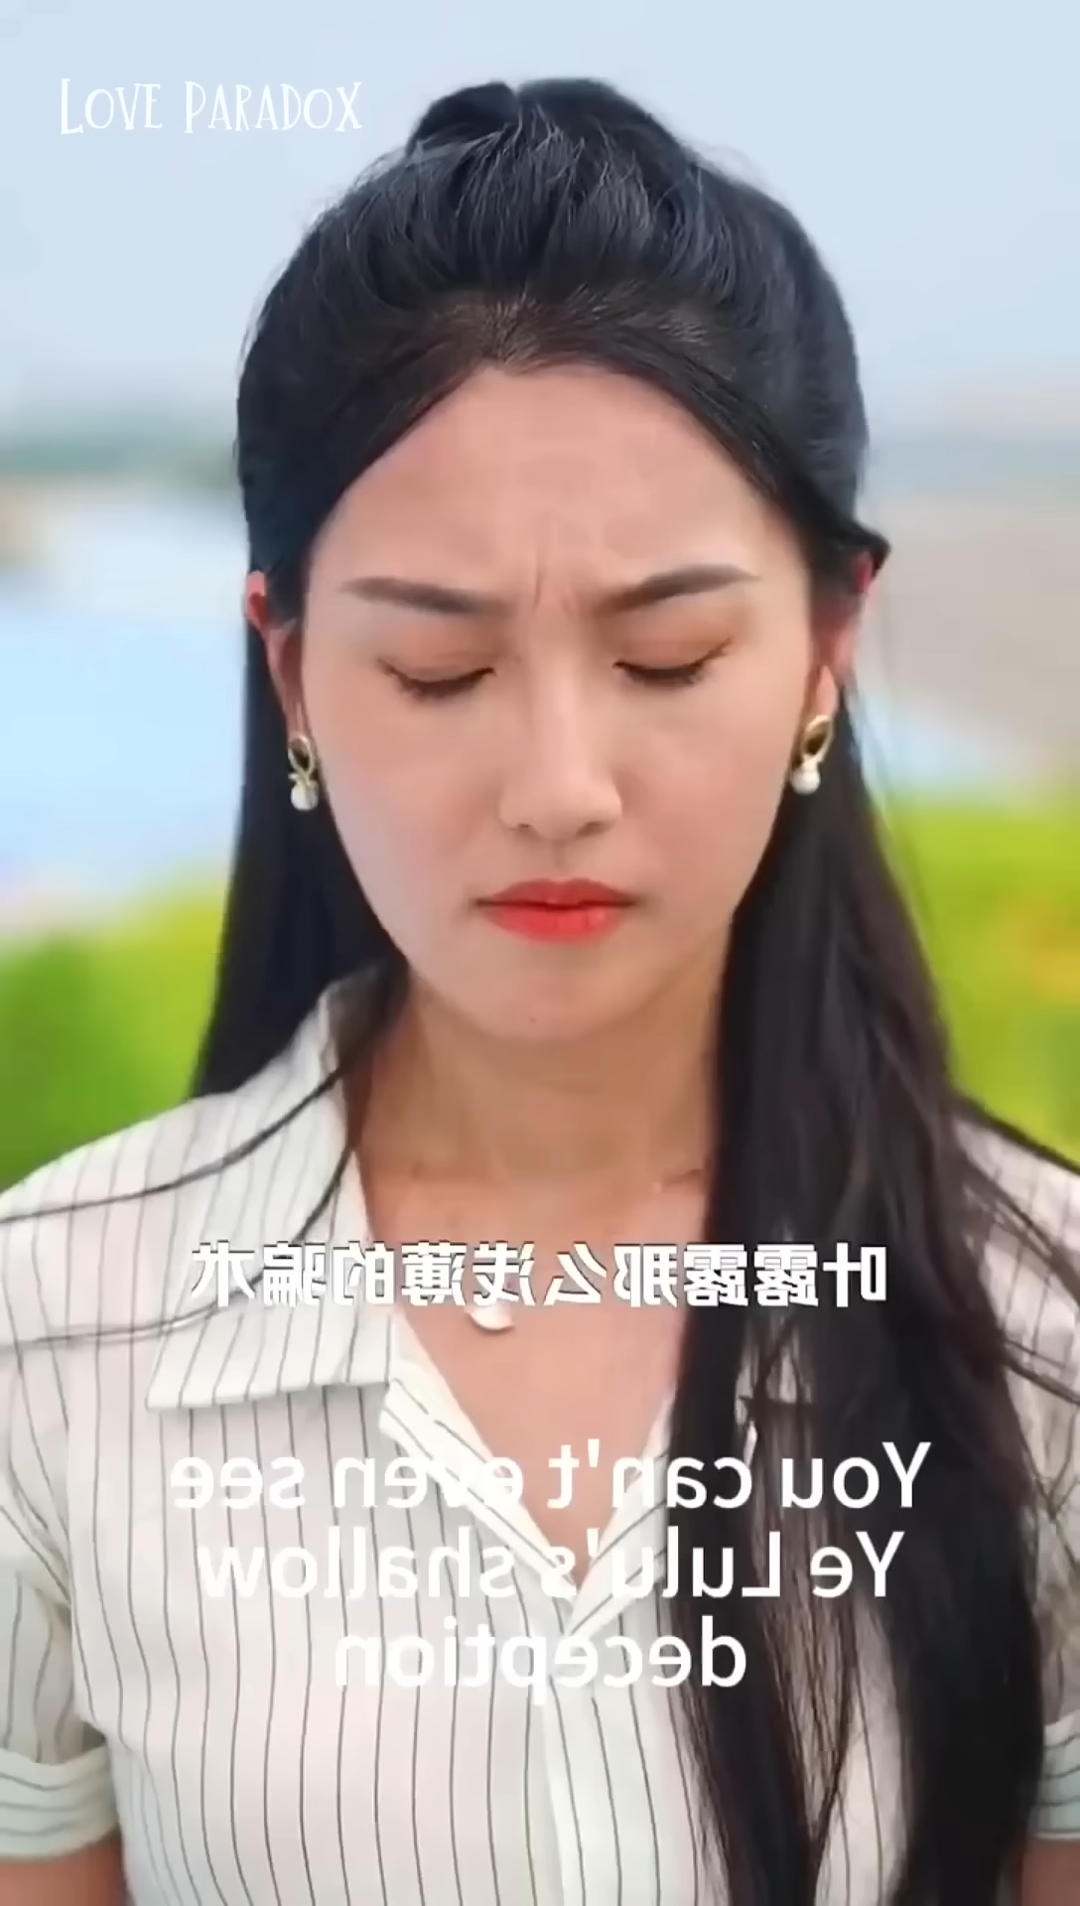 LOVE PARADOX
叶露露那么浅薄的骗术
You can't even see
Ye Lulu's shallow
deception